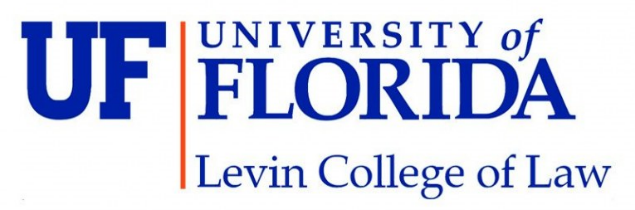 UF
UNIVERSITY of
FLORIDA
Levin College of Law